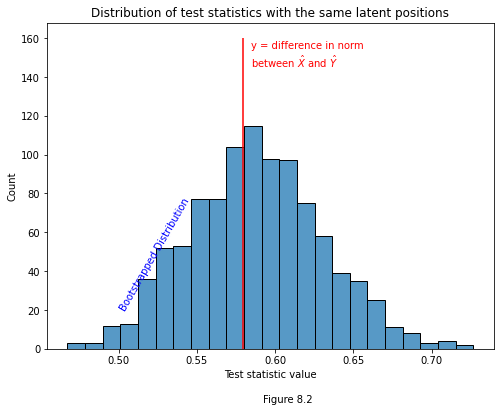 Distribution of test statistics with the same latent positions
160
140
120
100
80
60
40
20
0
Count
y = difference in norm
between X̂ and Ŷ
Bootstrapped Distribution
0.50 0.55 0.60 0.65 0.70
Test statistic value
Figure 8.2